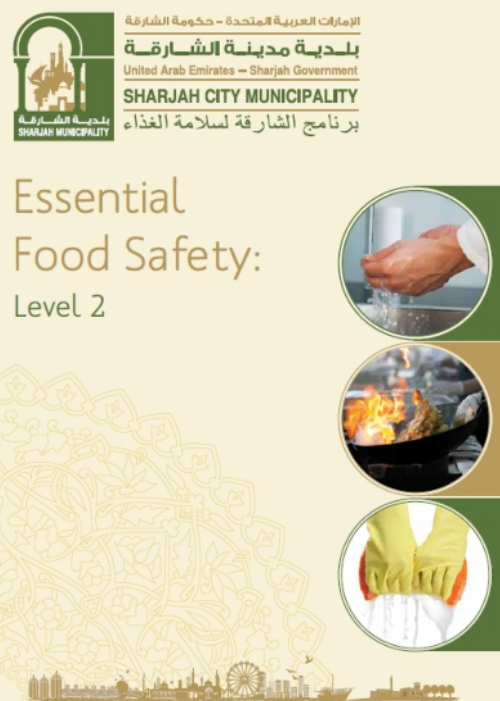 الإمارات العربية المتحدة – حكومة الشارقة
بلدية مدينة الشارقة
United Arab Emirates – Sharjah Government
SHARJAH CITY MUNICIPALITY
برنامج الشارقة لسلامة الغذاء
بلدية الشارقة
SHARJAH MUNICIPALITY
Essential
Food Safety:
Level 2